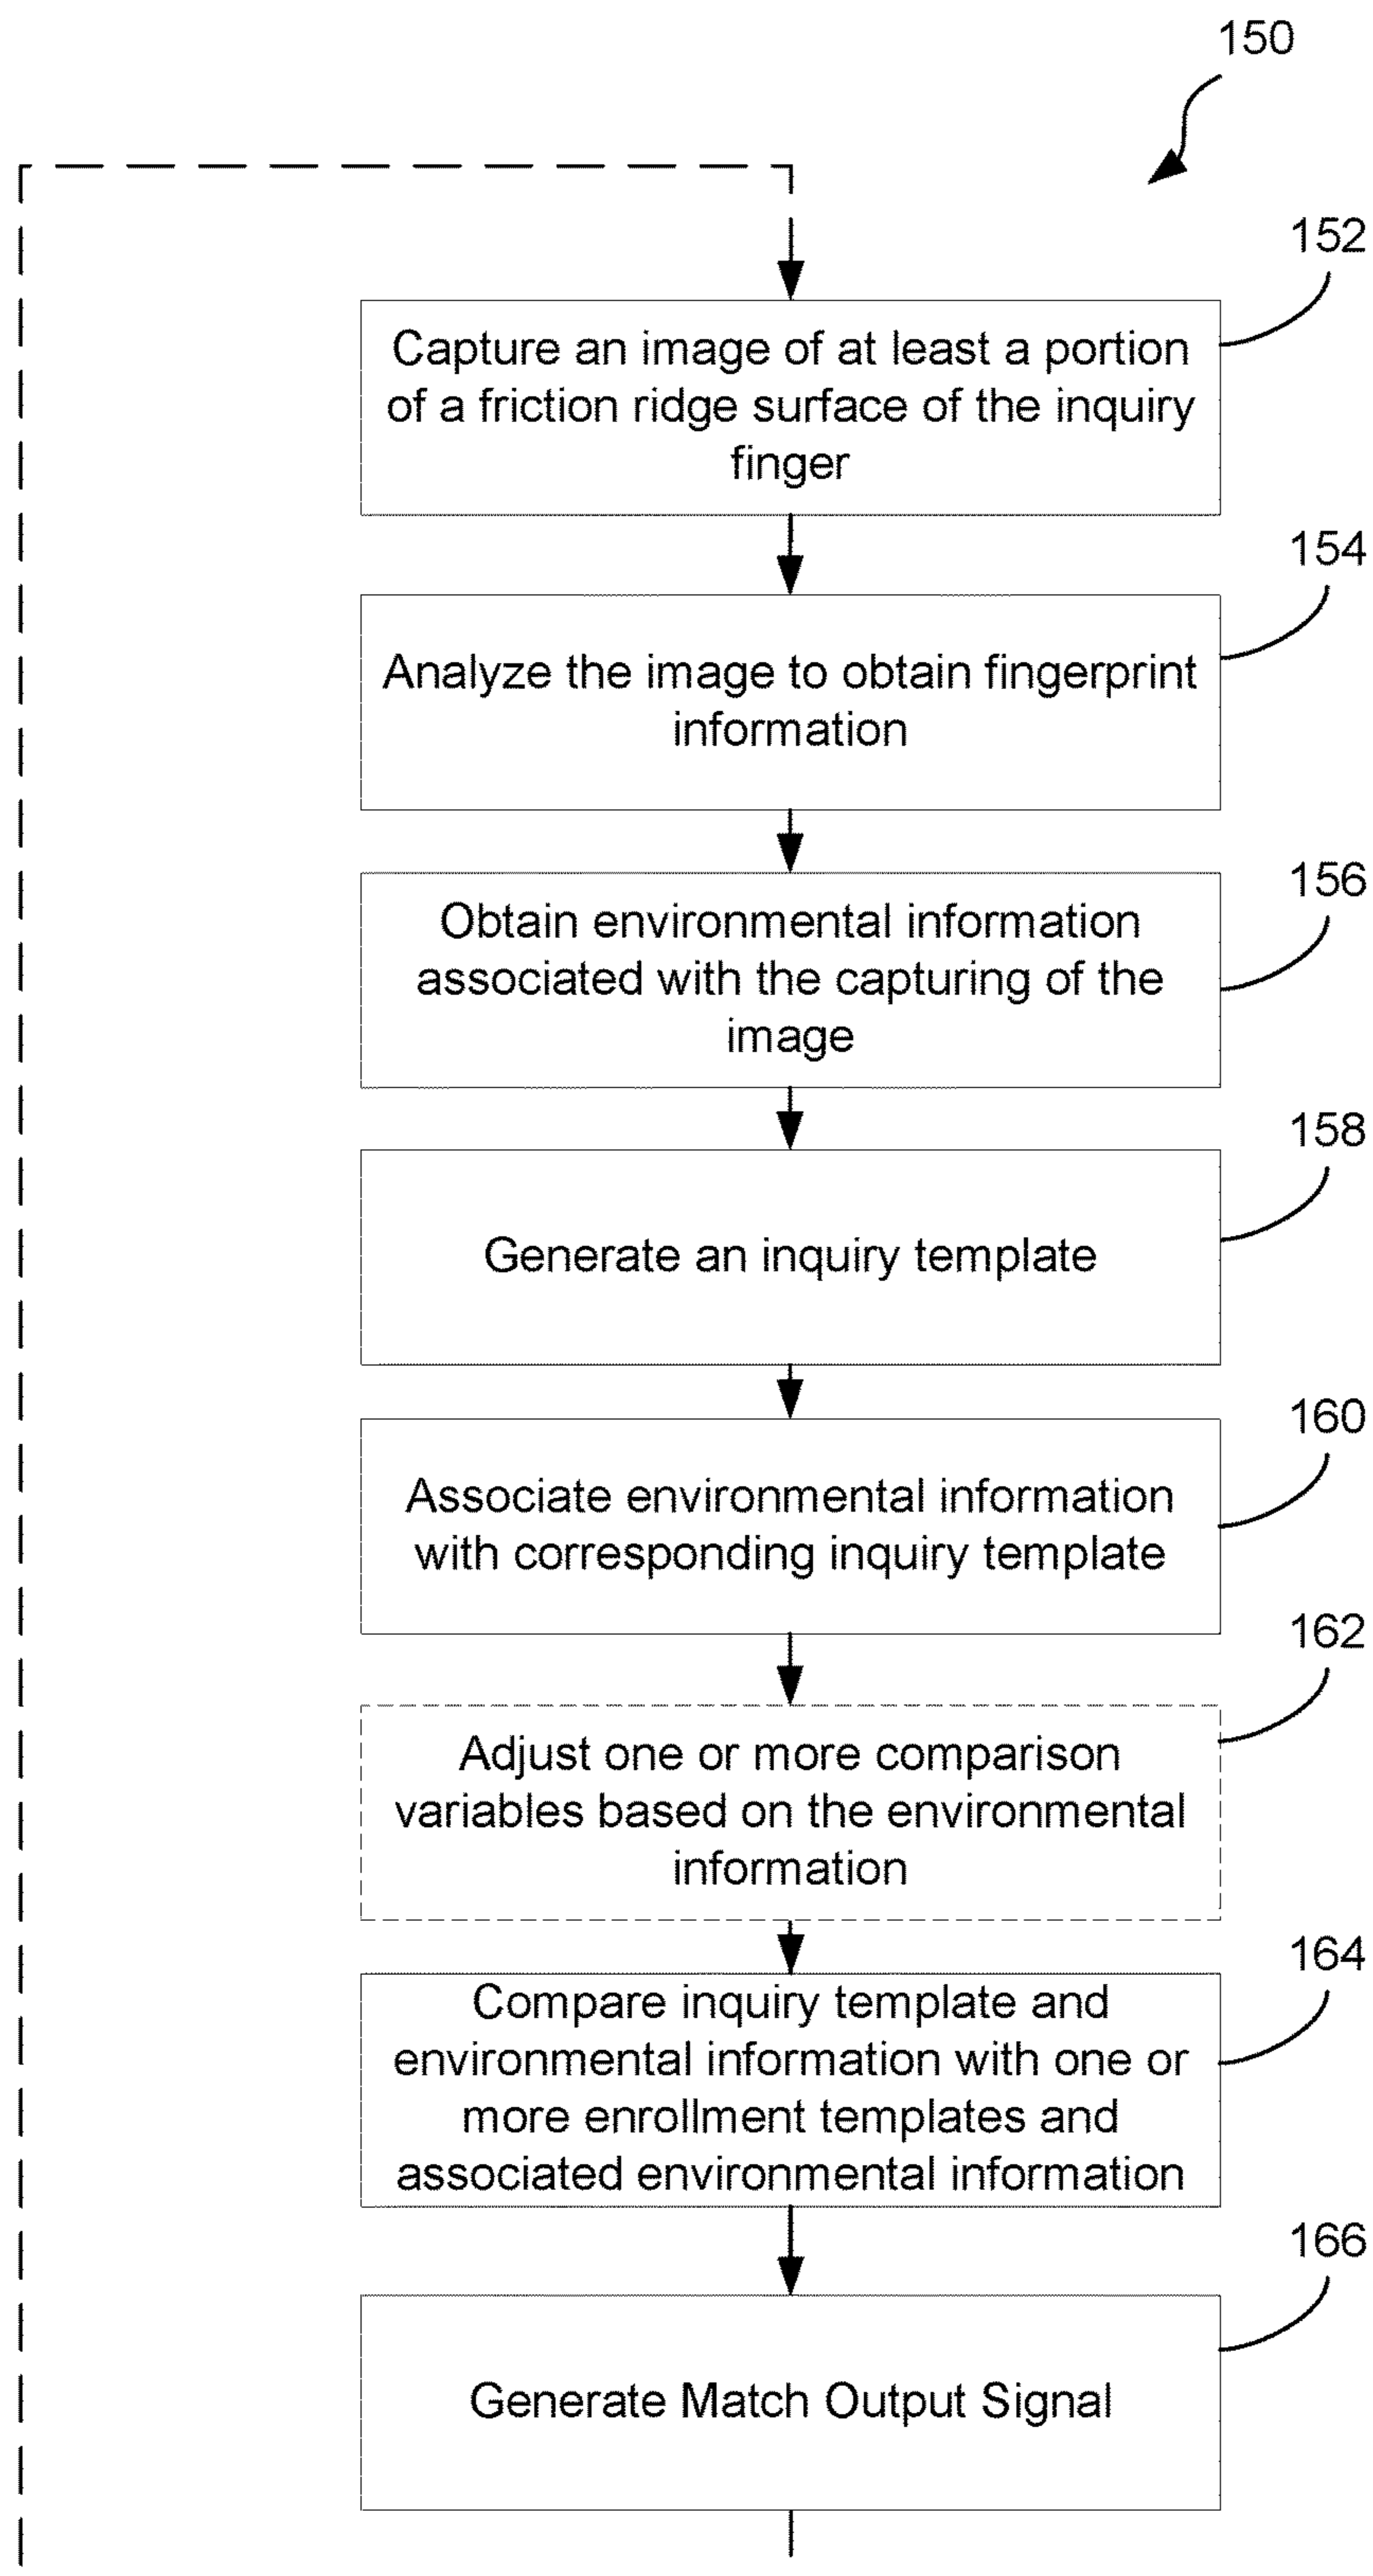 150
152
Capture an image of at least a portion
of a friction ridge surface of the inquiry
finger
154
Analyze the image to obtain fingerprint
information
156
Obtain environmental information
associated with the capturing of the
image
158
Generate an inquiry template
160
Associate environmental information
with corresponding inquiry template
162
Adjust one or more comparison
variables based on the environmental
information
164
Compare inquiry template and
environmental information with one or
more enrollment templates and
associated environmental information
166
Generate Match Output Signal